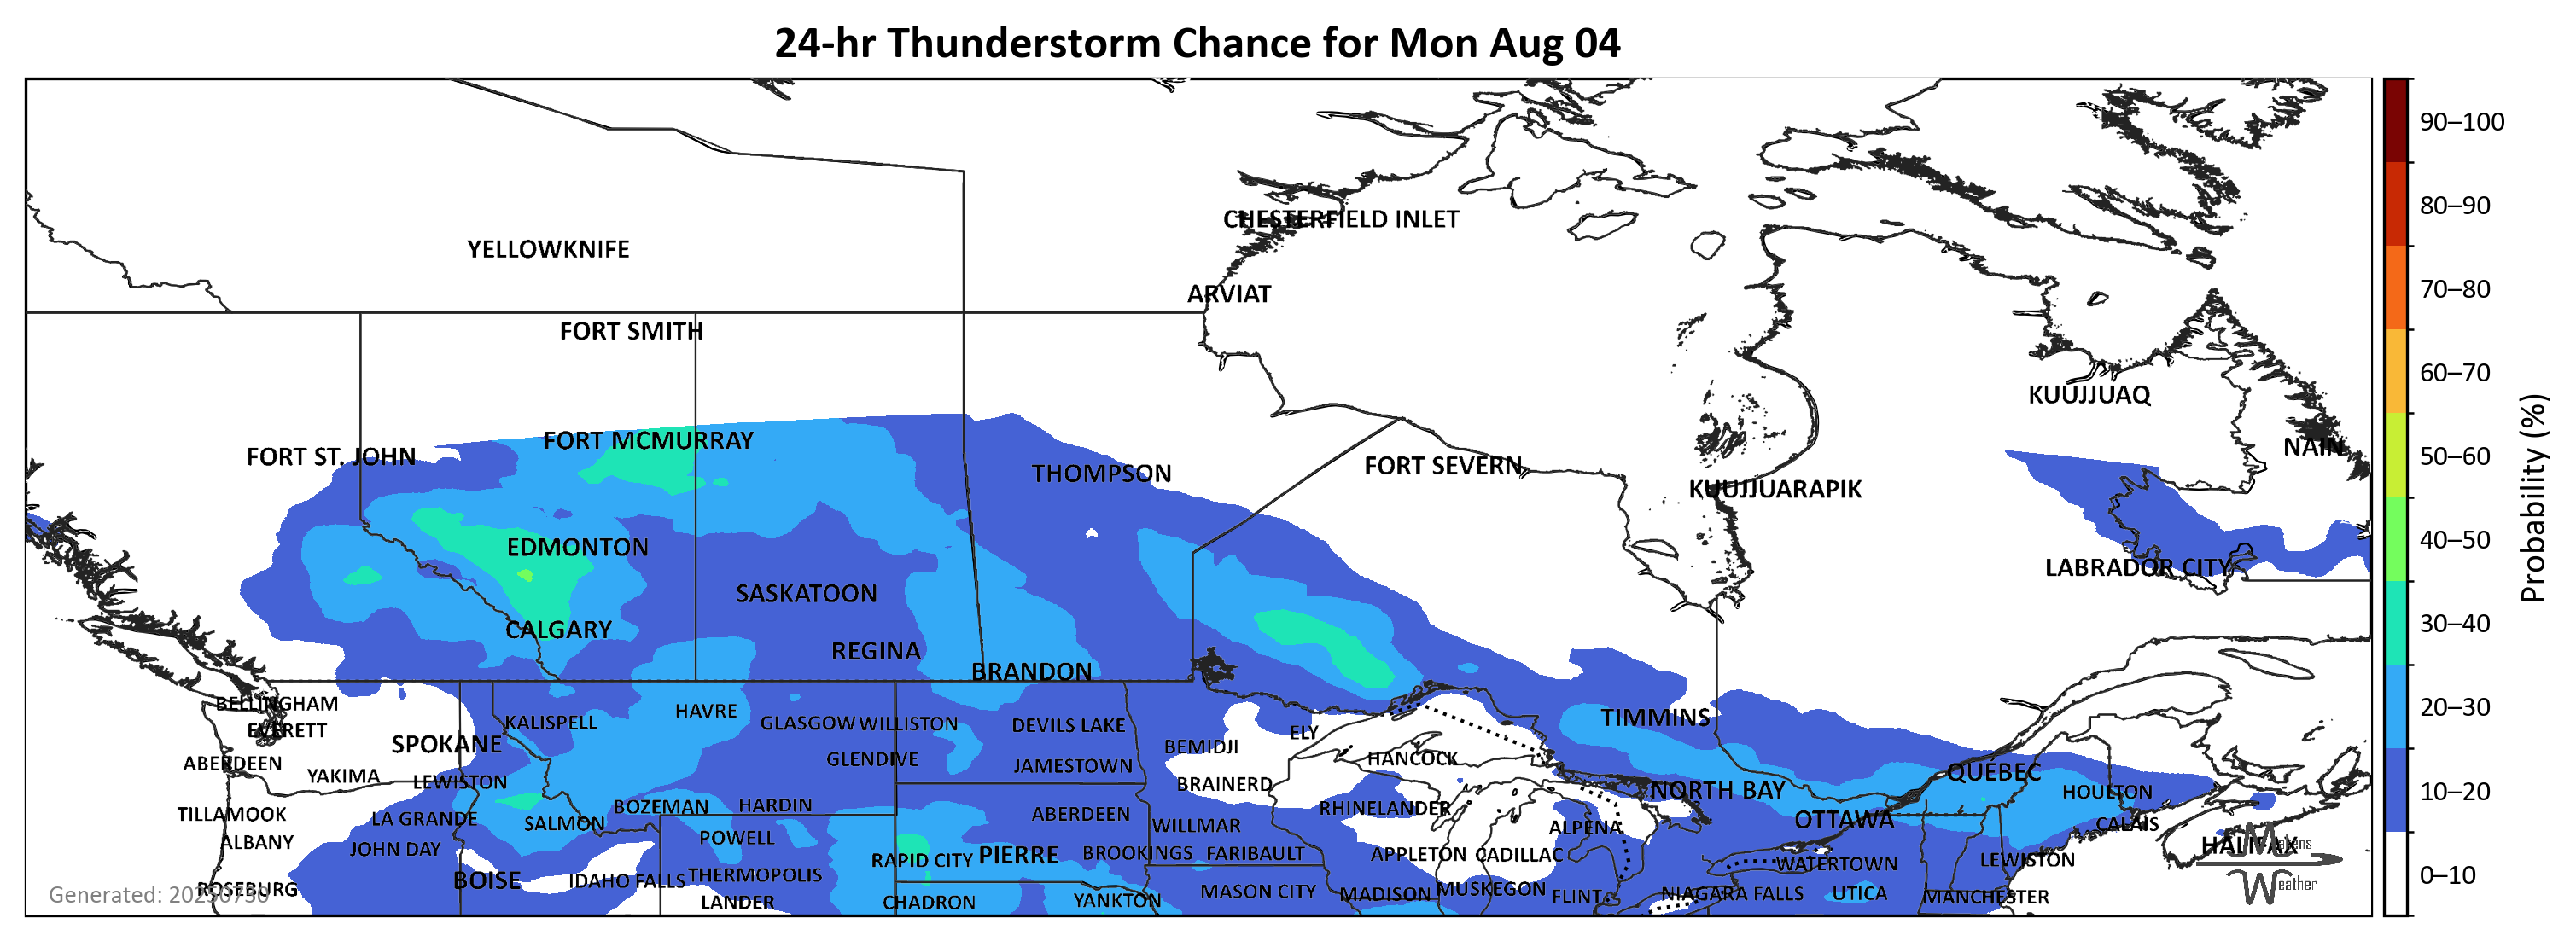 24-hr Thunderstorm Chance for Mon Aug 04
90–100
80–90
CHESTERFIELD INLET
YELLOWKNIFE
70–80
ARVIAT
FORT SMITH
60–70
KUUJJUAQ
FORT MCMURRAY
NAIN
FORT ST. JOHN
50–60
THOMPSON
FORT SEVERN
KUUJJUARAPIK
Probability (%)
EDMONTON
40–50
LABRADOR CITY
SASKATOON
CALGARY
30–40
REGINA
BRANDON
BELLINGHAM
HAVRE
20–30
KALISPELL
GLASGOW
WILLISTON
DEVILS LAKE
TIMMINS
EVERETT
ELY
SPOKANE
BEMIDJI
ABERDEEN
GLENDIVE
JAMESTOWN
HANCOCK
QUEBEC
YAKIMA
LEWISTON
BRAINERD
NORTH BAY
HOULTON
10–20
BOZEMAN
HARDIN
RHINELANDER
TILLAMOOK
LA GRANDE
SALMON
ABERDEEN
WILLMAR
ALPENA
OTTAWA
CALAIS
ALBANY
JOHN DAY
POWELL
RAPID CITY
PIERRE
BROOKINGS
FARIBAULT
APPLETON
CADILLAC
WATERTOWN
LEWISTON
HALIFAX
Matens
Weather
BOISE
IDAHO FALLS
THERMOPOLIS
0–10
ROSEBURG
Generated: 20250730
LANDER
CHADRON
YANKTON
MASON CITY
MADISON
MUSKEGON
FLINT
NIAGARA FALLS
UTICA
MANCHESTER